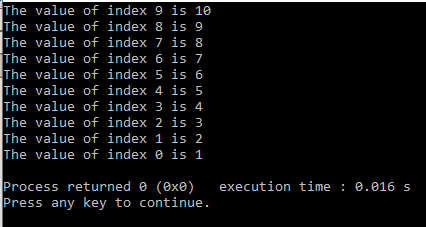 The value of index 9 is 10
The value of index 8 is 9
The value of index 7 is 8
The value of index 6 is 7
The value of index 5 is 6
The value of index 4 is 5
The value of index 3 is 4
The value of index 2 is 3
The value of index 1 is 2
The value of index 0 is 1
Process returned 0 (0x0)   execution time : 0.016 s
Press any key to continue.